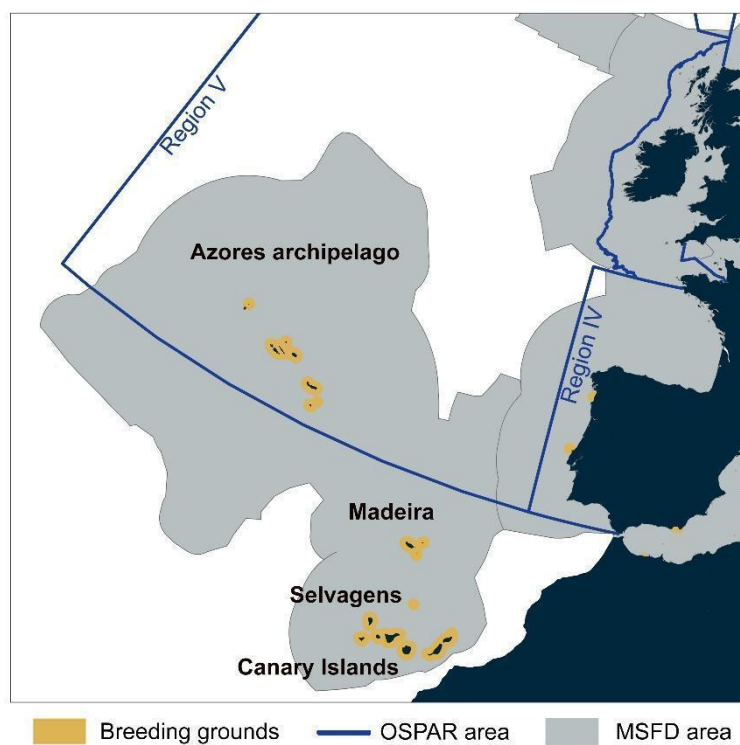 Region V
Azores archipelago
Region IV
Madeira
Selvagens
Canary Islands
Breeding grounds
OSPAR area
MSFD area